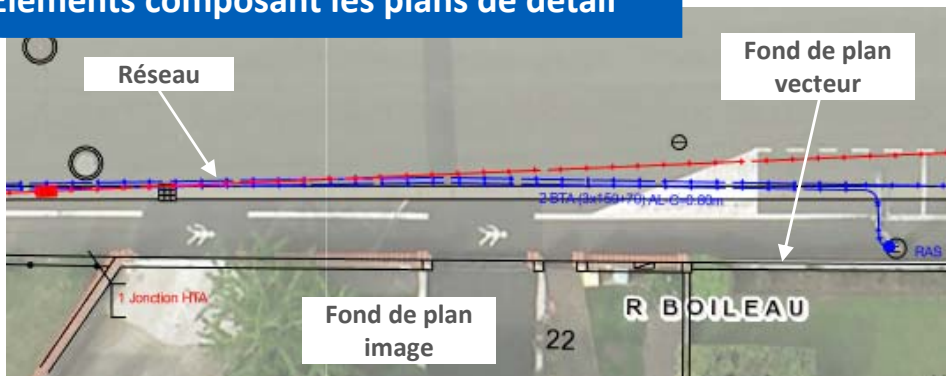 Éléments composant les plans de détail
Réseau
Fond de plan
vecteur
2 BTA (3x150+70) AL-C=0.80m
RAS
1 Jonction HTA
Fond de plan
image
R BOILEAU
22